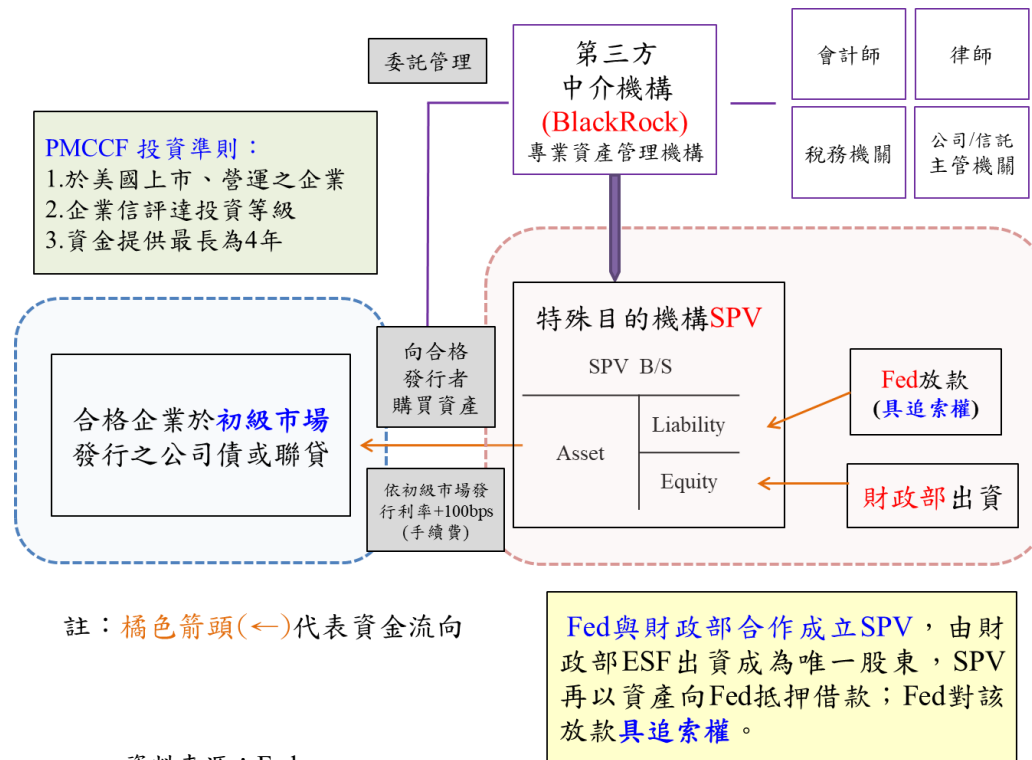 委託管理
第三方
中介機構
(BlackRock)
專業資產管理機構
會計師
律師
稅務機關
公司/信託
主管機關
PMCCF 投資準則：
1.於美國上市、營運之企業
2.企業信評達投資等級
3.資金提供最長為4年
合格企業於初級市場
發行之公司債或聯貸
向合格
發行者
購買資產
依初級市場發
行利率+100bps
(手續費)
特殊目的機構SPV
SPV B/S
Asset
Liability
Equity
Fed放款
(具追索權)
財政部出資
註：橘色箭頭(←)代表資金流向
Fed與財政部合作成立SPV，由財
政部ESF出資成為唯一股東，SPV
再以資產向Fed抵押借款；Fed對該
放款具追索權。
資料來源：Fed